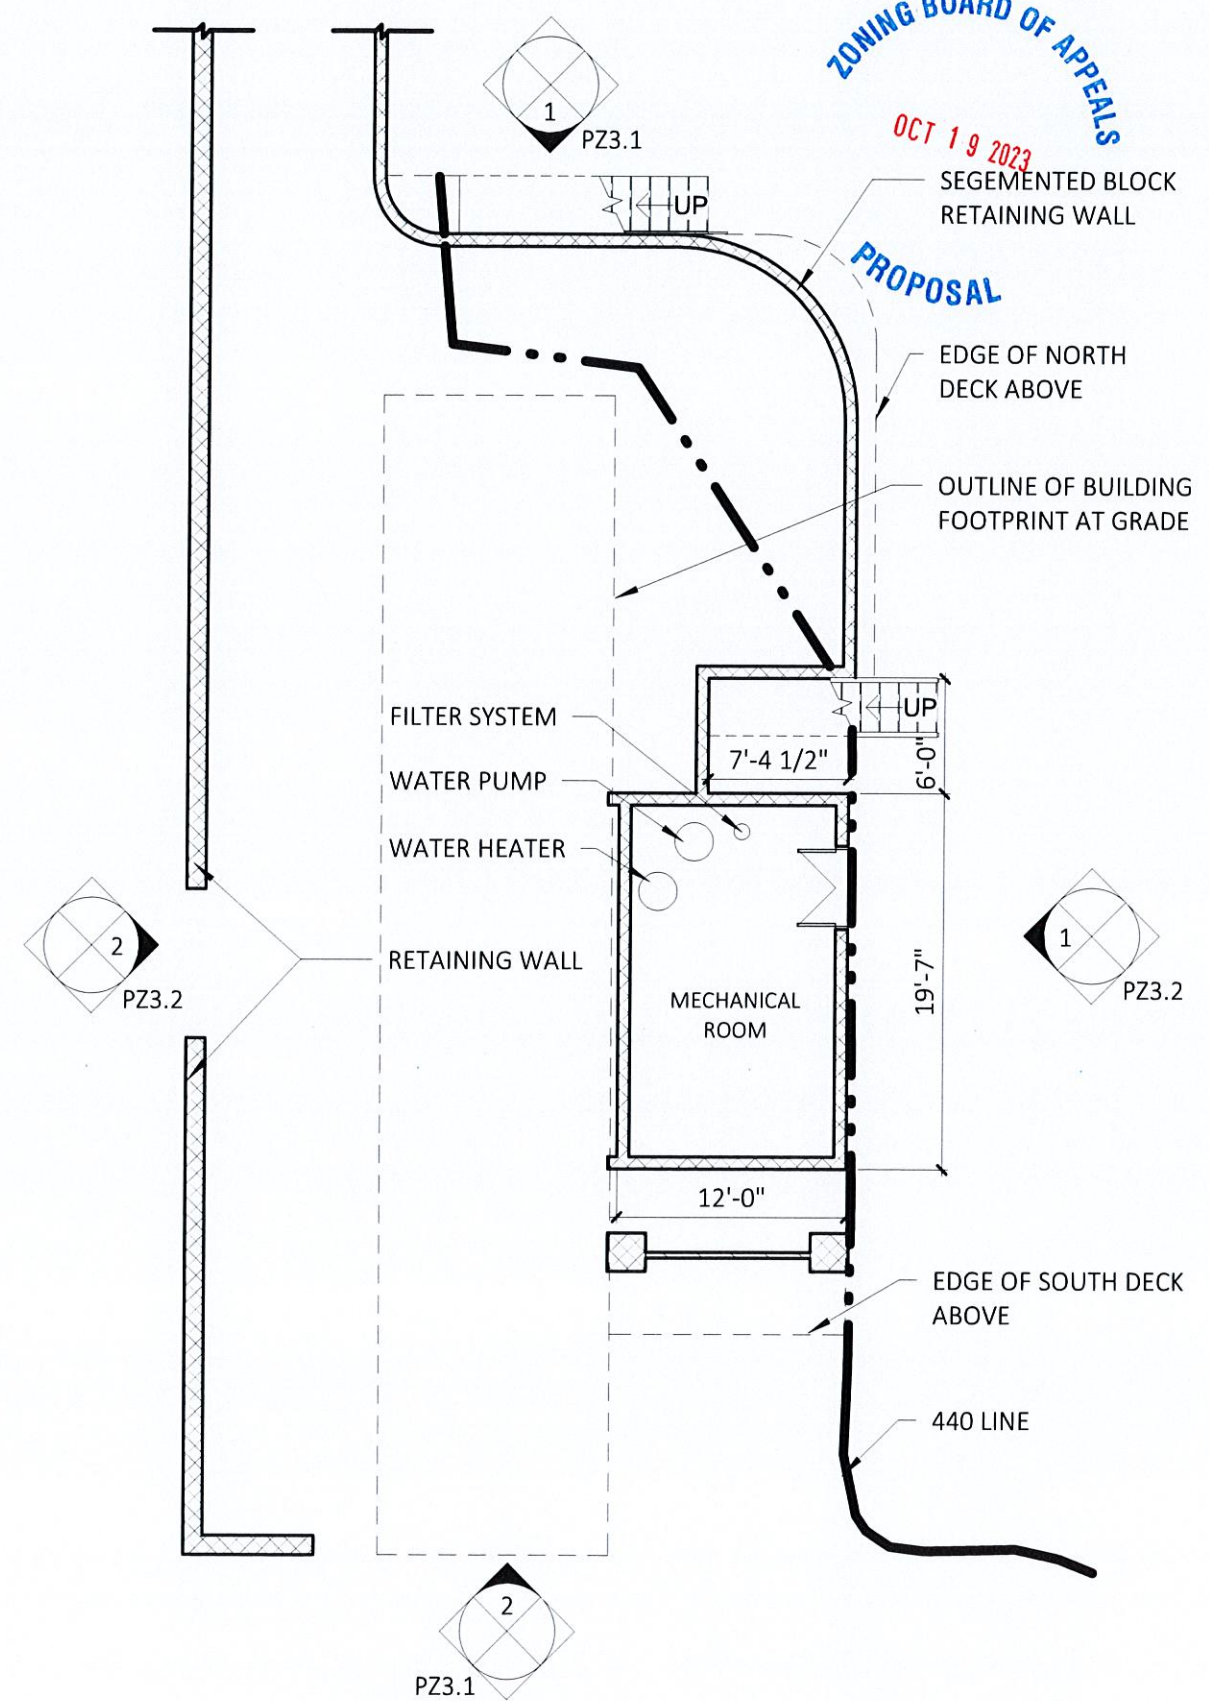 ZONING BOARD OF APPEALS
OCT 19 2023
PROPOSAL
1
PZ3.1
UP
SEGEMENTED BLOCK
RETAINING WALL
EDGE OF NORTH
DECK ABOVE
OUTLINE OF BUILDING
FOOTPRINT AT GRADE
FILTER SYSTEM
WATER PUMP
WATER HEATER
UP
7'-4 1/2"
6'-0"
2
PZ3.2
RETAINING WALL
MECHANICAL
ROOM
19'-7"
1
PZ3.2
12'-0"
EDGE OF SOUTH DECK
ABOVE
440 LINE
2
PZ3.1